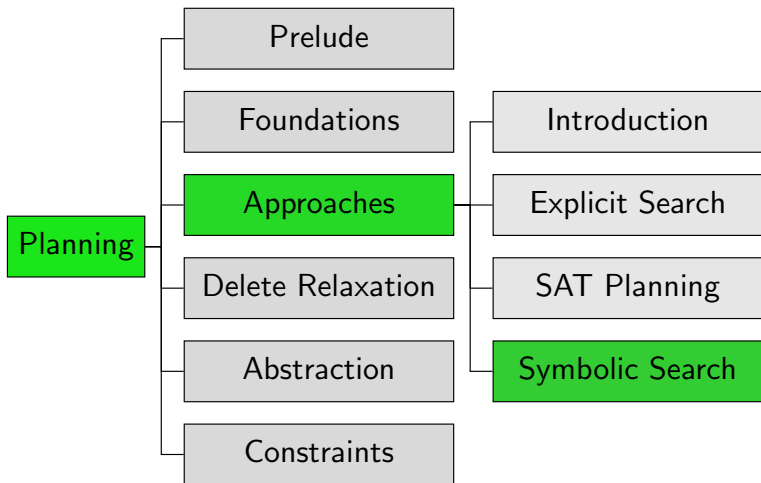 Planning
Prelude
Foundations
Approaches
Delete Relaxation
Abstraction
Constraints
Introduction
Explicit Search
SAT Planning
Symbolic Search